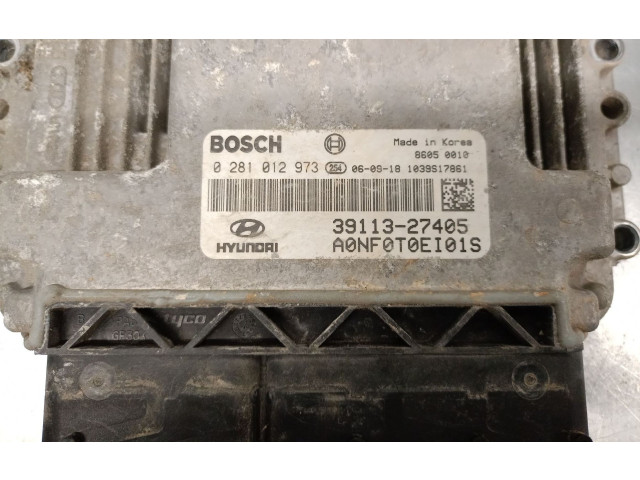 BOSCH
Made in Korea
8605 0010
0 281 012 973 254 06-09-18 1039S17861
39113-27405
HYUNDAI
A0NF0T0EI01S
tyco